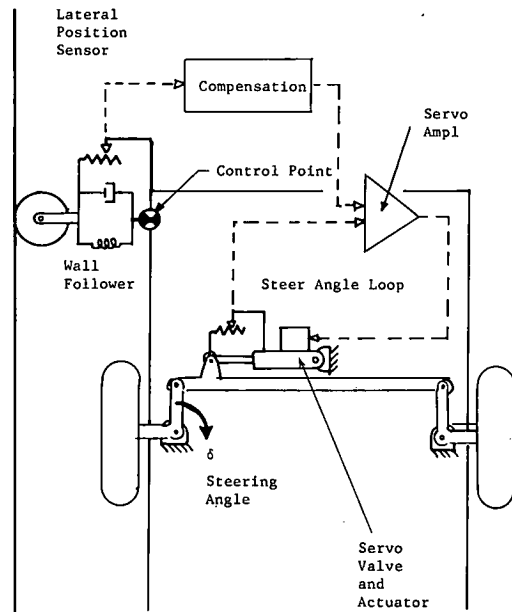 Lateral
Position
Sensor
Compensation
Servo
Ampl
Control Point
Wall
Follower
Steer Angle Loop
δ
Steering
Angle
Servo
Valve
and
Actuator